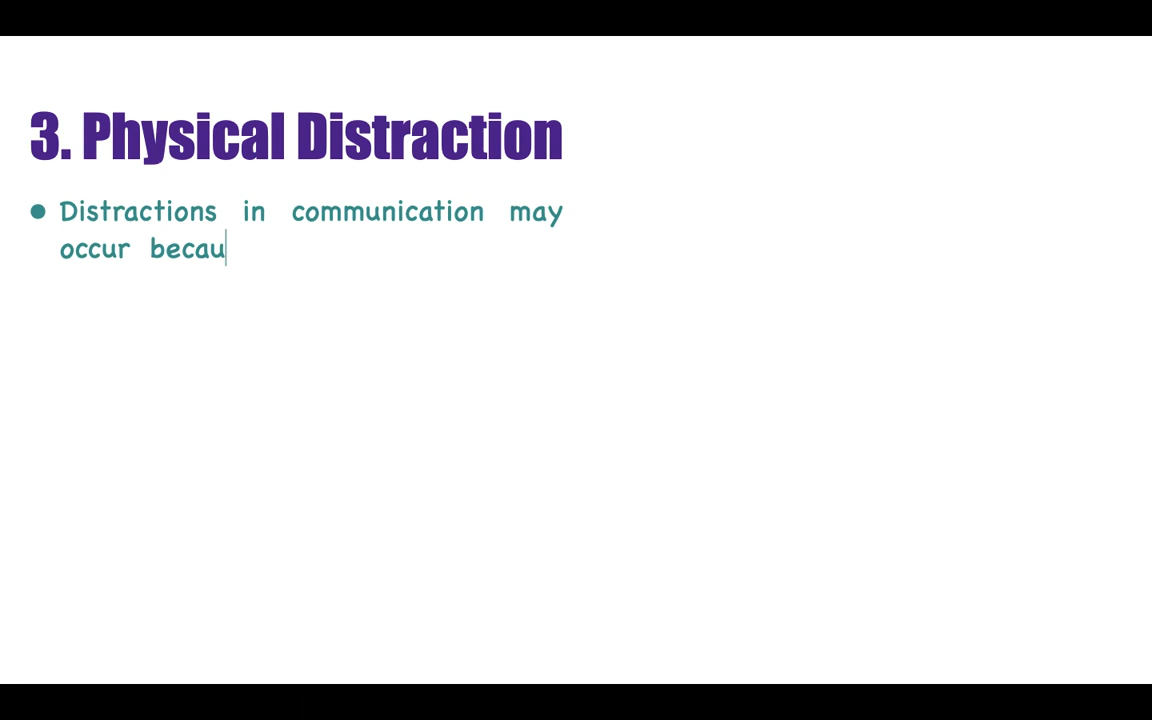 3. Physical Distraction
● Distractions in communication may
occur becau